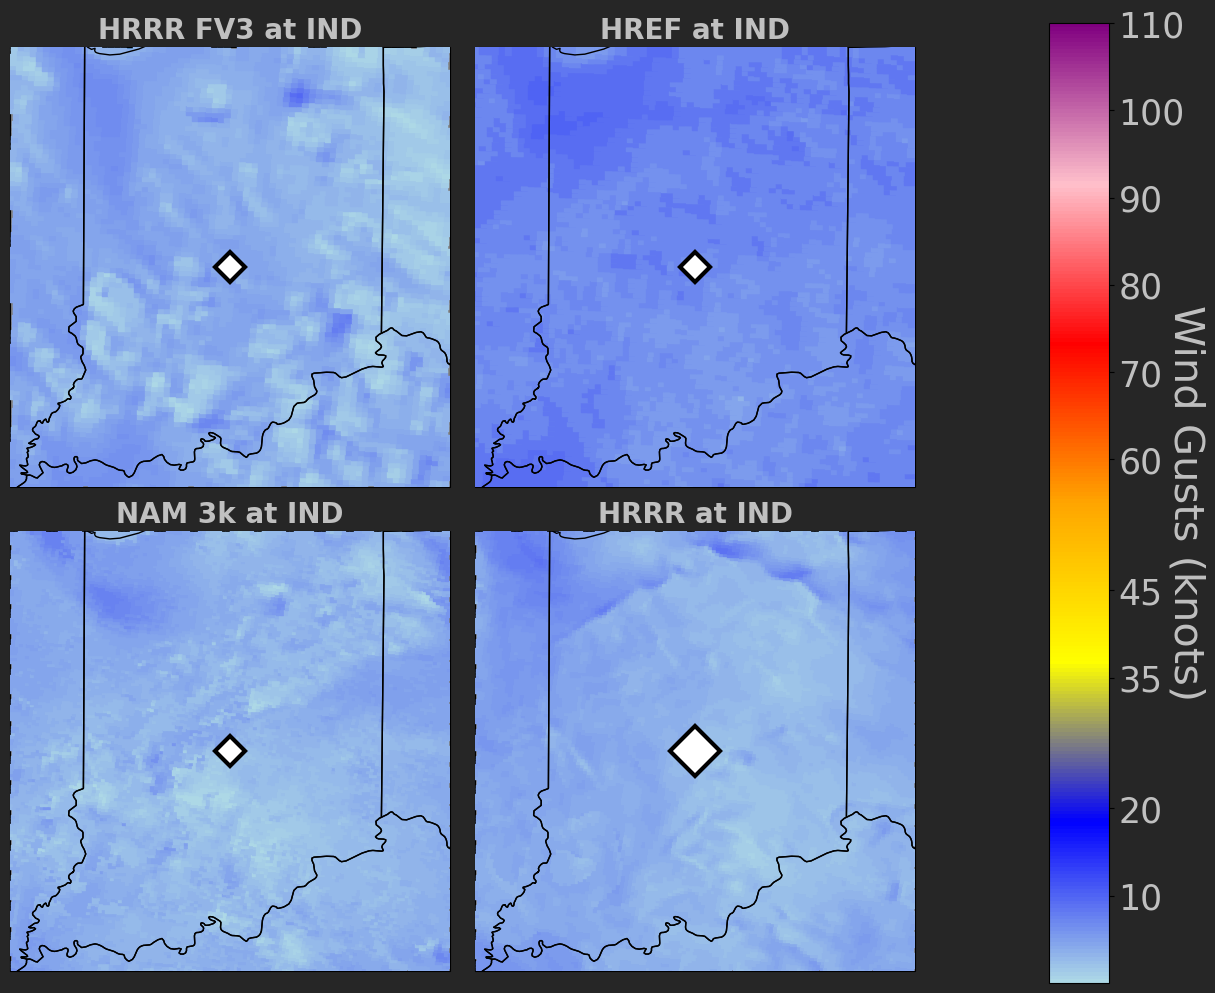 HRRR FV3 at IND
HREF at IND
NAM 3k at IND
HRRR at IND
110
100
90
80
70
60
45
35
20
10
Wind Gusts (knots)